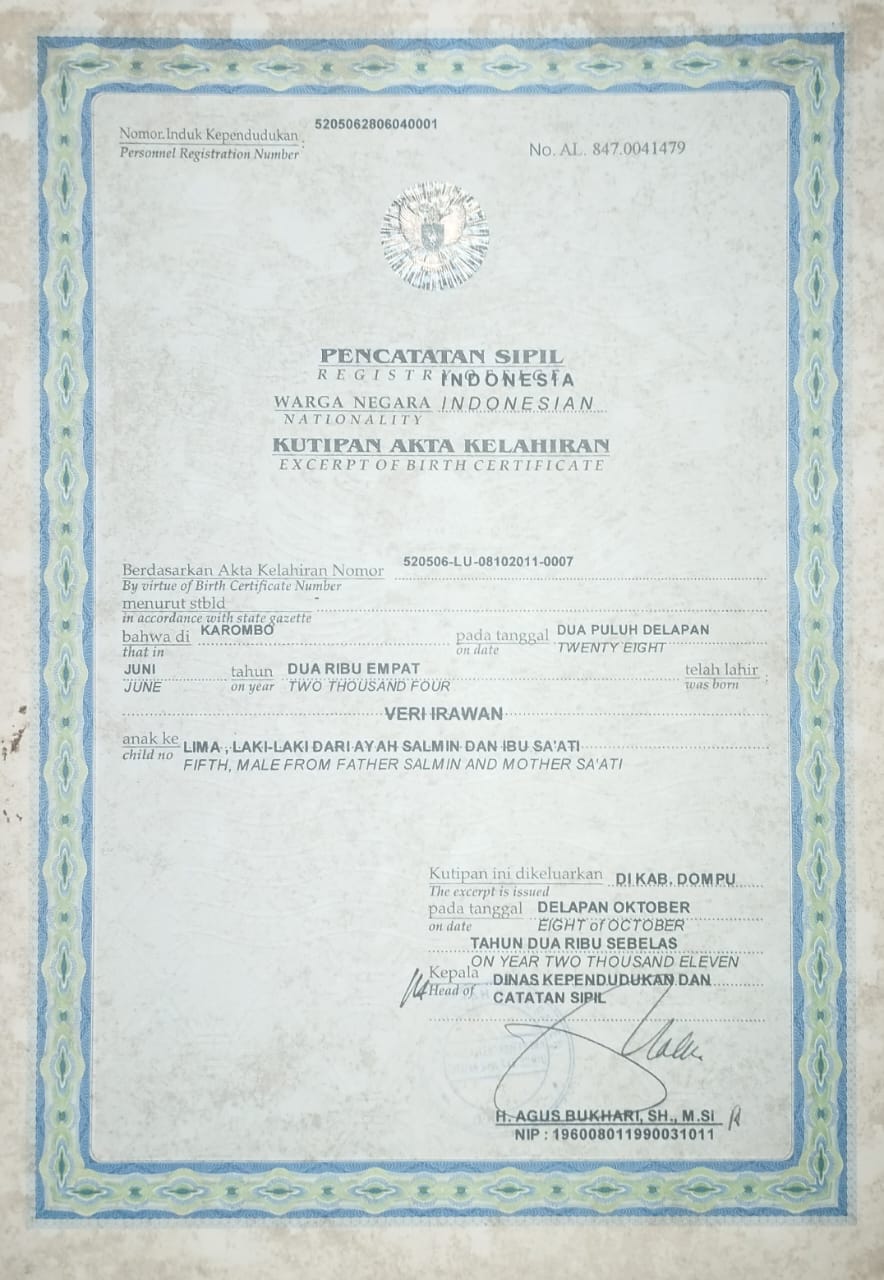 5205062806040001
Nomor Induk Kependudukan :
Personnel Registration Number
No. AL. 847.0041479
PENCATATAN SIPIL
REGISTRY OFFICE
INDONESIA
WARGA NEGARA INDONESIAN
NATIONALITY
KUTIPAN AKTA KELAHIRAN
EXCERPT OF BIRTH CERTIFICATE
Berdasarkan Akta Kelahiran Nomor 520506-LU-08102011-0007
By virtue of Birth Certificate Number
menurut stbld -
in accordance with state gazette
bahwa di KAROMBO pada tanggal DUA PULUH DELAPAN
that in on date TWENTY EIGHT
JUNI tahun DUA RIBU EMPAT telah lahir :
JUNE on year TWO THOUSAND FOUR was born
VERI IRAWAN
anak ke LIMA , LAKI-LAKI DARI AYAH SALMIN DAN IBU SA'ATI
child no FIFTH, MALE FROM FATHER SALMIN AND MOTHER SA'ATI
Kutipan ini dikeluarkan DI KAB. DOMPU
The excerpt is issued
pada tanggal DELAPAN OKTOBER
on date EIGHT of OCTOBER
TAHUN DUA RIBU SEBELAS
ON YEAR TWO THOUSAND ELEVEN
Kepala DINAS KEPENDUDUKAN DAN
Head of CATATAN SIPIL
H. AGUS BUKHARI, SH., M.SI
NIP : 196008011990031011